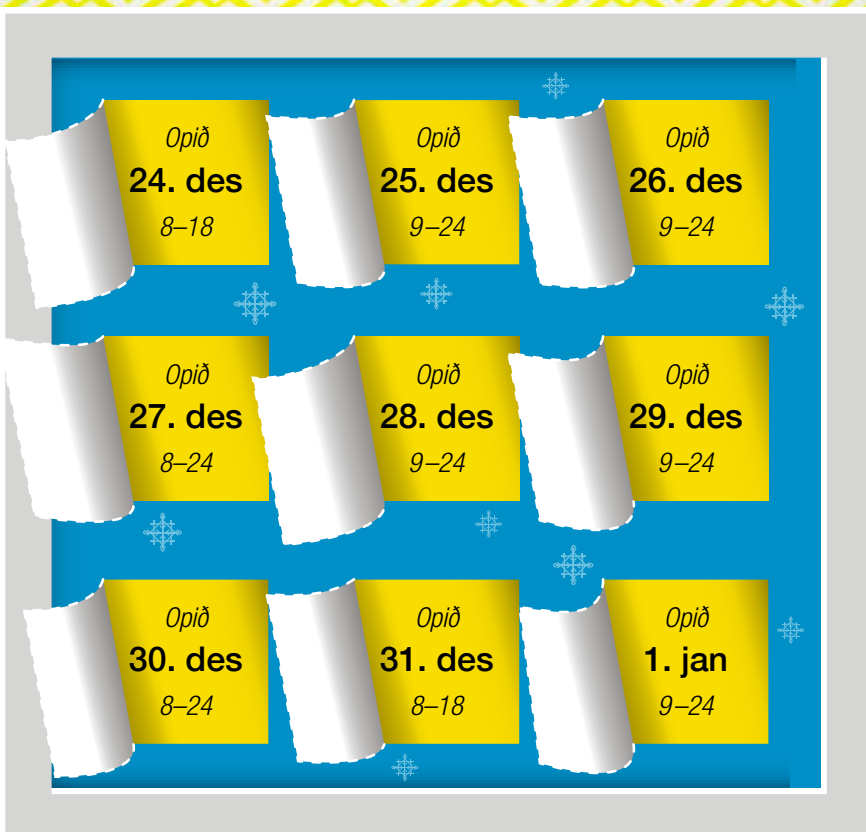 Opið
24. des
8–18
Opið
25. des
9–24
Opið
26. des
9–24
Opið
27. des
8–24
Opið
28. des
9–24
Opið
29. des
9–24
Opið
30. des
8–24
Opið
31. des
8–18
Opið
1. jan
9–24